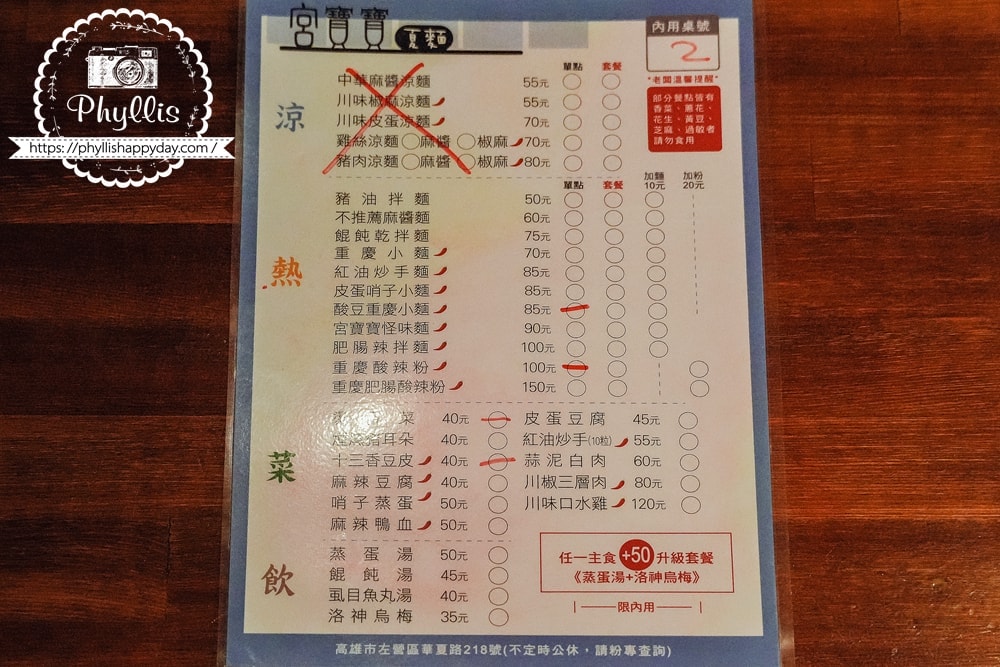 Phyllis
https://phyllishappyday.com/
宮寶寶 夏麵
內用桌號
2
"老闆溫馨提醒"
部分餐點皆有
香菜、蔥花、
花生、黃豆、
芝麻、過敏者
請勿食用
涼
單點 套餐
中華麻醬涼麵 55元
川味椒麻涼麵 55元
川味皮蛋涼麵 70元
雞絲涼麵 麻醬 椒麻 70元
豬肉涼麵 麻醬 椒麻 80元
熱
單點 套餐 加麵10元 加粉20元
豬油拌麵 50元
不推薦麻醬麵 60元
餛飩乾拌麵 75元
重慶小麵 70元
紅油炒手麵 85元
皮蛋哨子小麵 85元
酸豆重慶小麵 85元
宮寶寶怪味麵 90元
肥腸辣拌麵 100元
重慶酸辣粉 100元
重慶肥腸酸辣粉 150元
菜
菜 40元 皮蛋豆腐 45元
耳朵 40元 紅油炒手(10粒) 55元
十三香豆皮 40元 蒜泥白肉 60元
麻辣豆腐 40元 川椒三層肉 80元
哨子蒸蛋 50元 川味口水雞 120元
麻辣鴨血 50元
飲
蒸蛋湯 50元
餛飩湯 45元
虱目魚丸湯 40元
洛神烏梅 35元
任一主食+50升級套餐
《蒸蛋湯+洛神烏梅》
限內用
高雄市左營區華夏路218號(不定時公休，請粉專查詢)